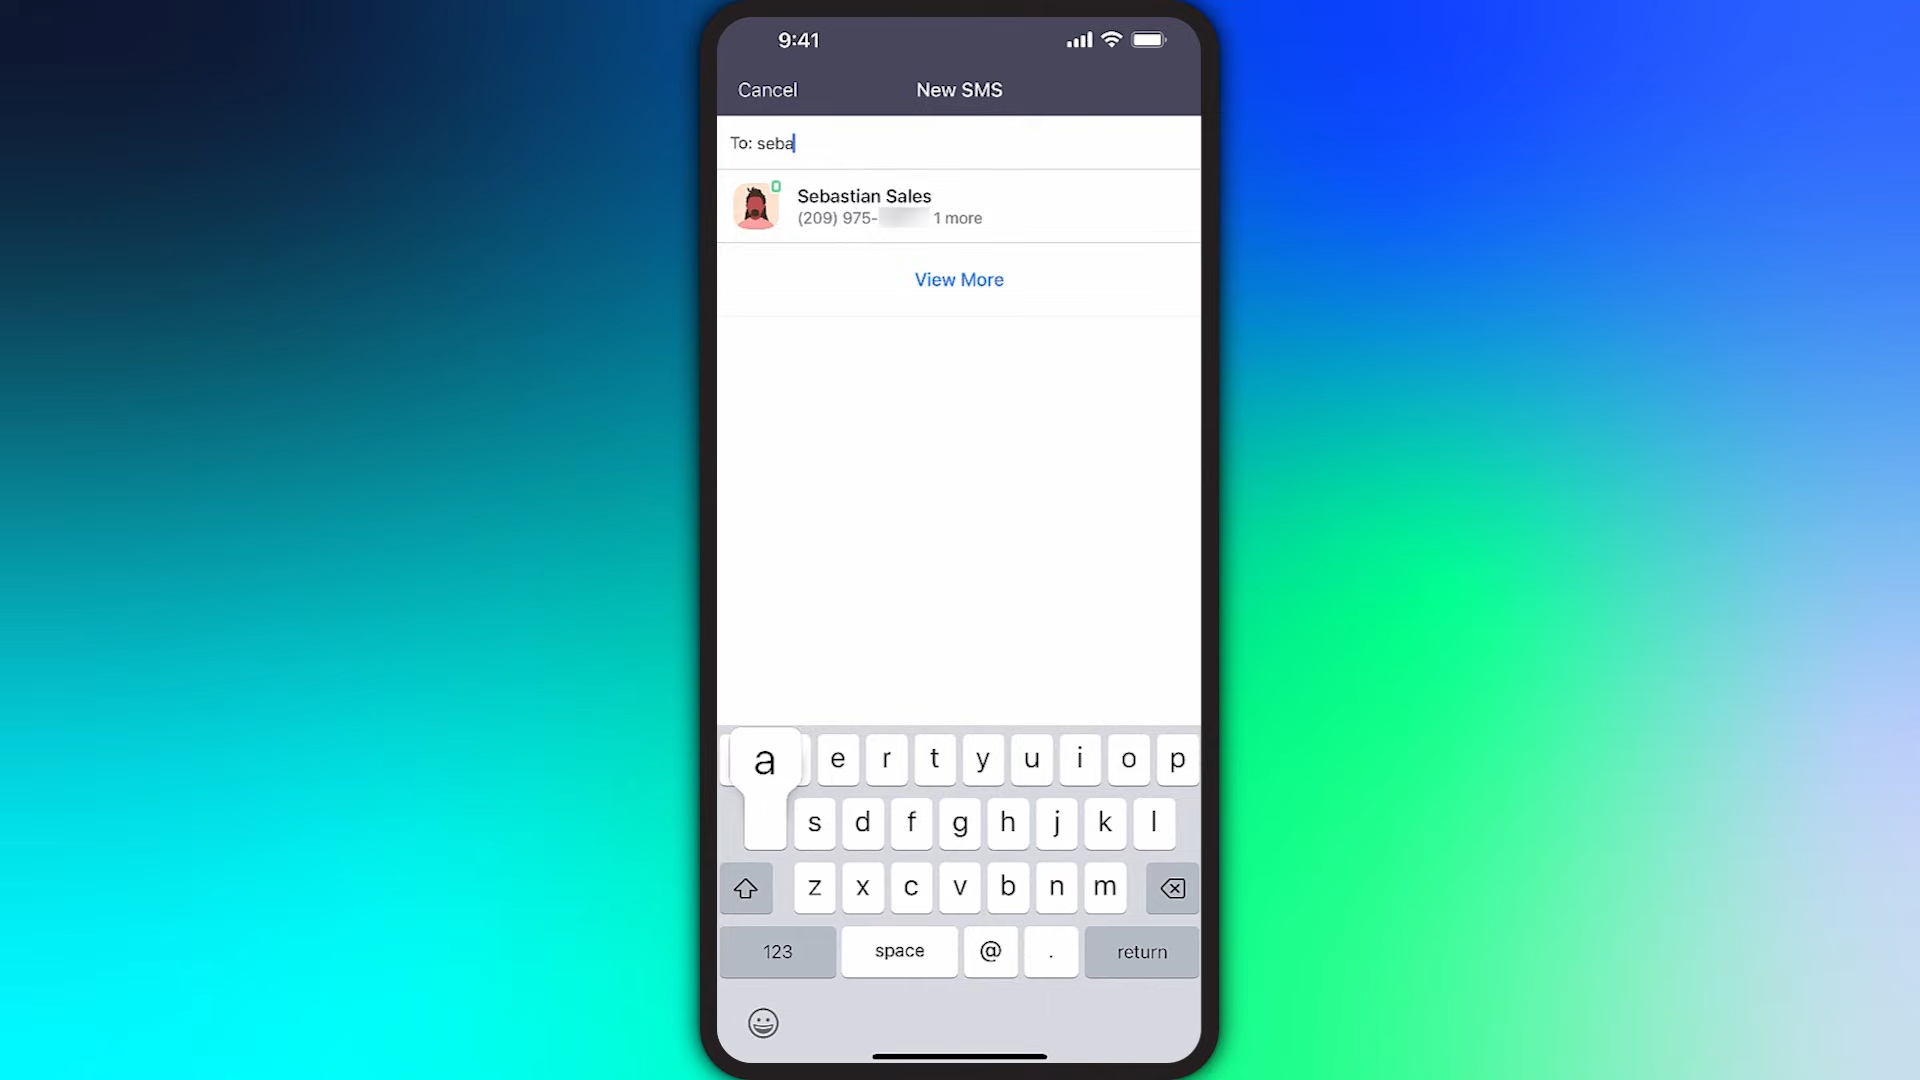 9:41
Cancel New SMS
To: seba
Sebastian Sales
(209) 975- 1 more
View More
a e r t y u i o p
s d f g h j k l
z x c v b n m
123 space @ . return